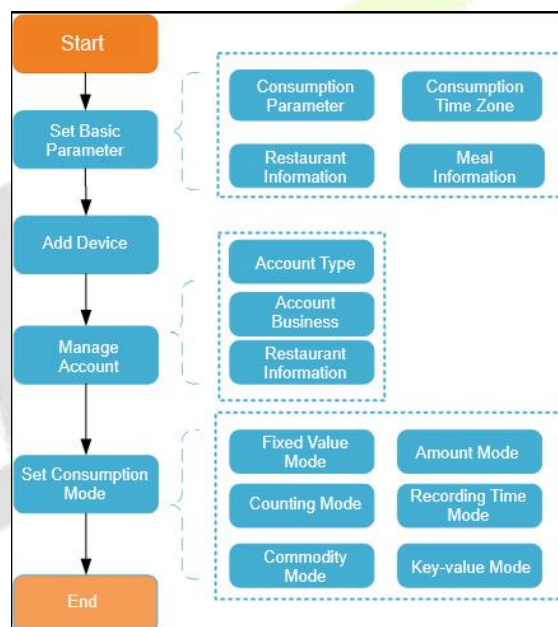 Start
Set Basic
Parameter
Consumption
Parameter
Consumption
Time Zone
Restaurant
Information
Meal
Information
Add Device
Manage
Account
Account Type
Account
Business
Restaurant
Information
Set Consumption
Mode
Fixed Value
Mode
Amount Mode
Counting Mode
Recording Time
Mode
Commodity
Mode
Key-value Mode
End